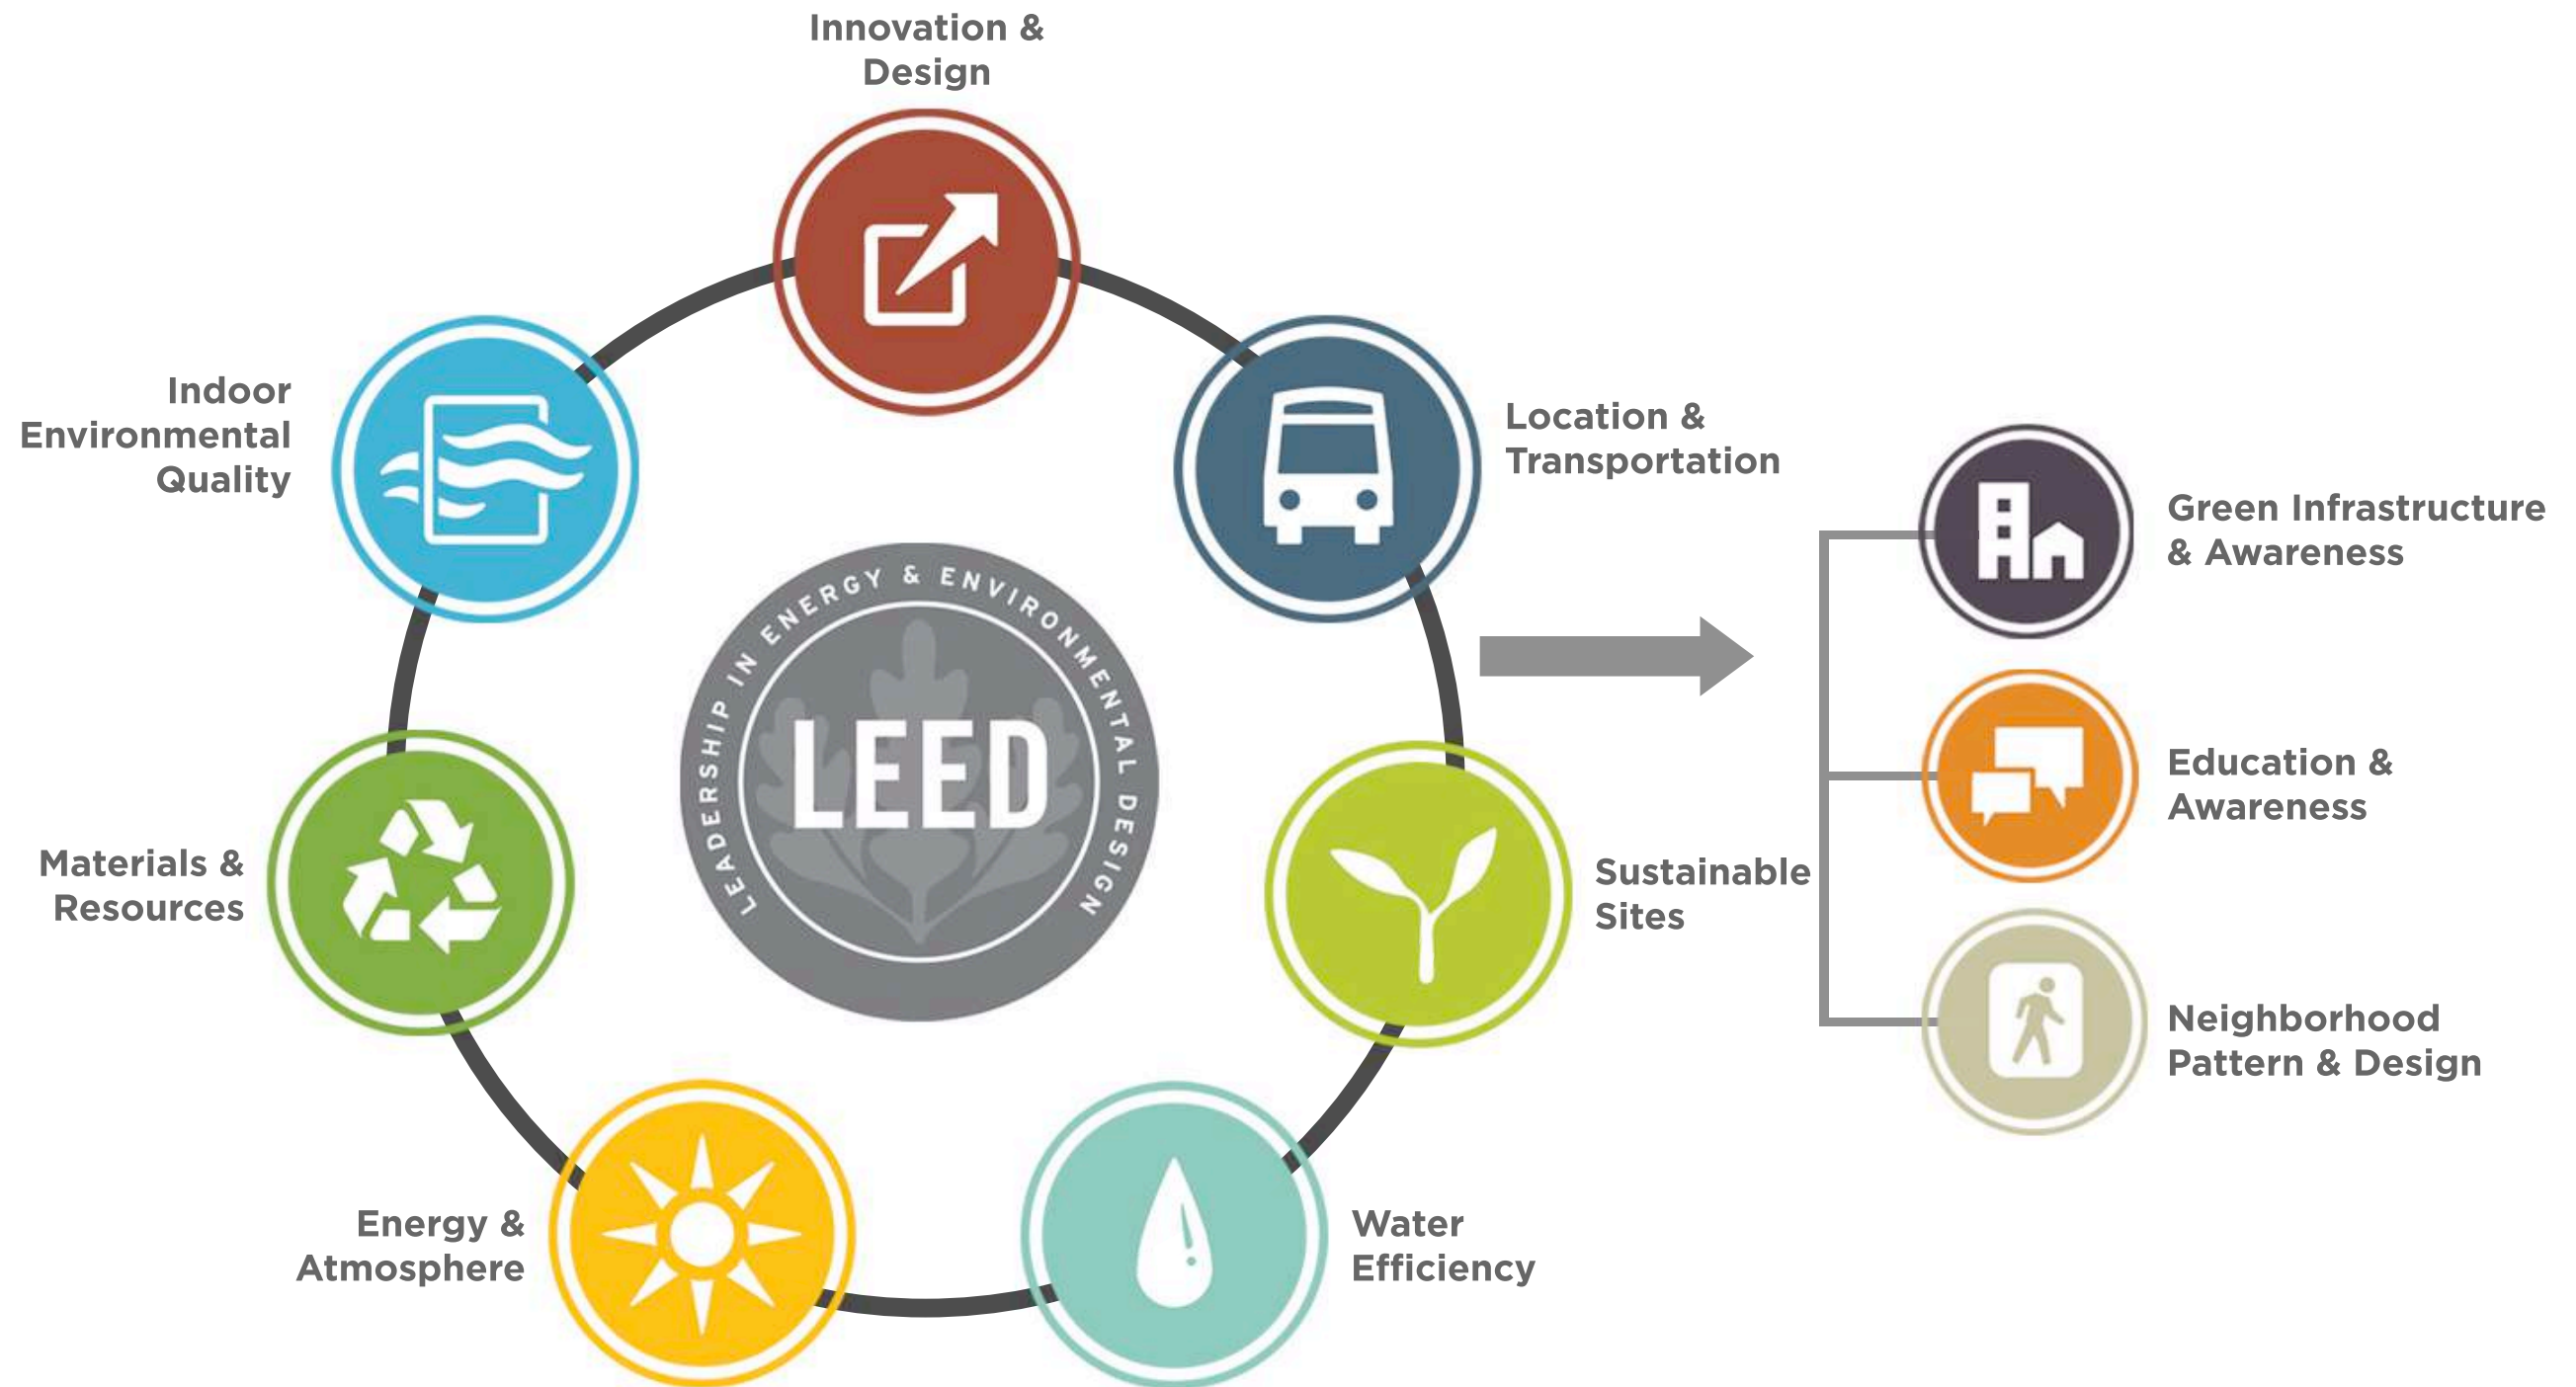 Innovation &
Design
Indoor
Environmental
Quality
Location &
Transportation
Green Infrastructure
& Awareness
LEADERSHIP IN ENERGY & ENVIRONMENTAL DESIGN
LEED
Education &
Awareness
Materials &
Resources
Sustainable
Sites
Neighborhood
Pattern & Design
Energy &
Atmosphere
Water
Efficiency